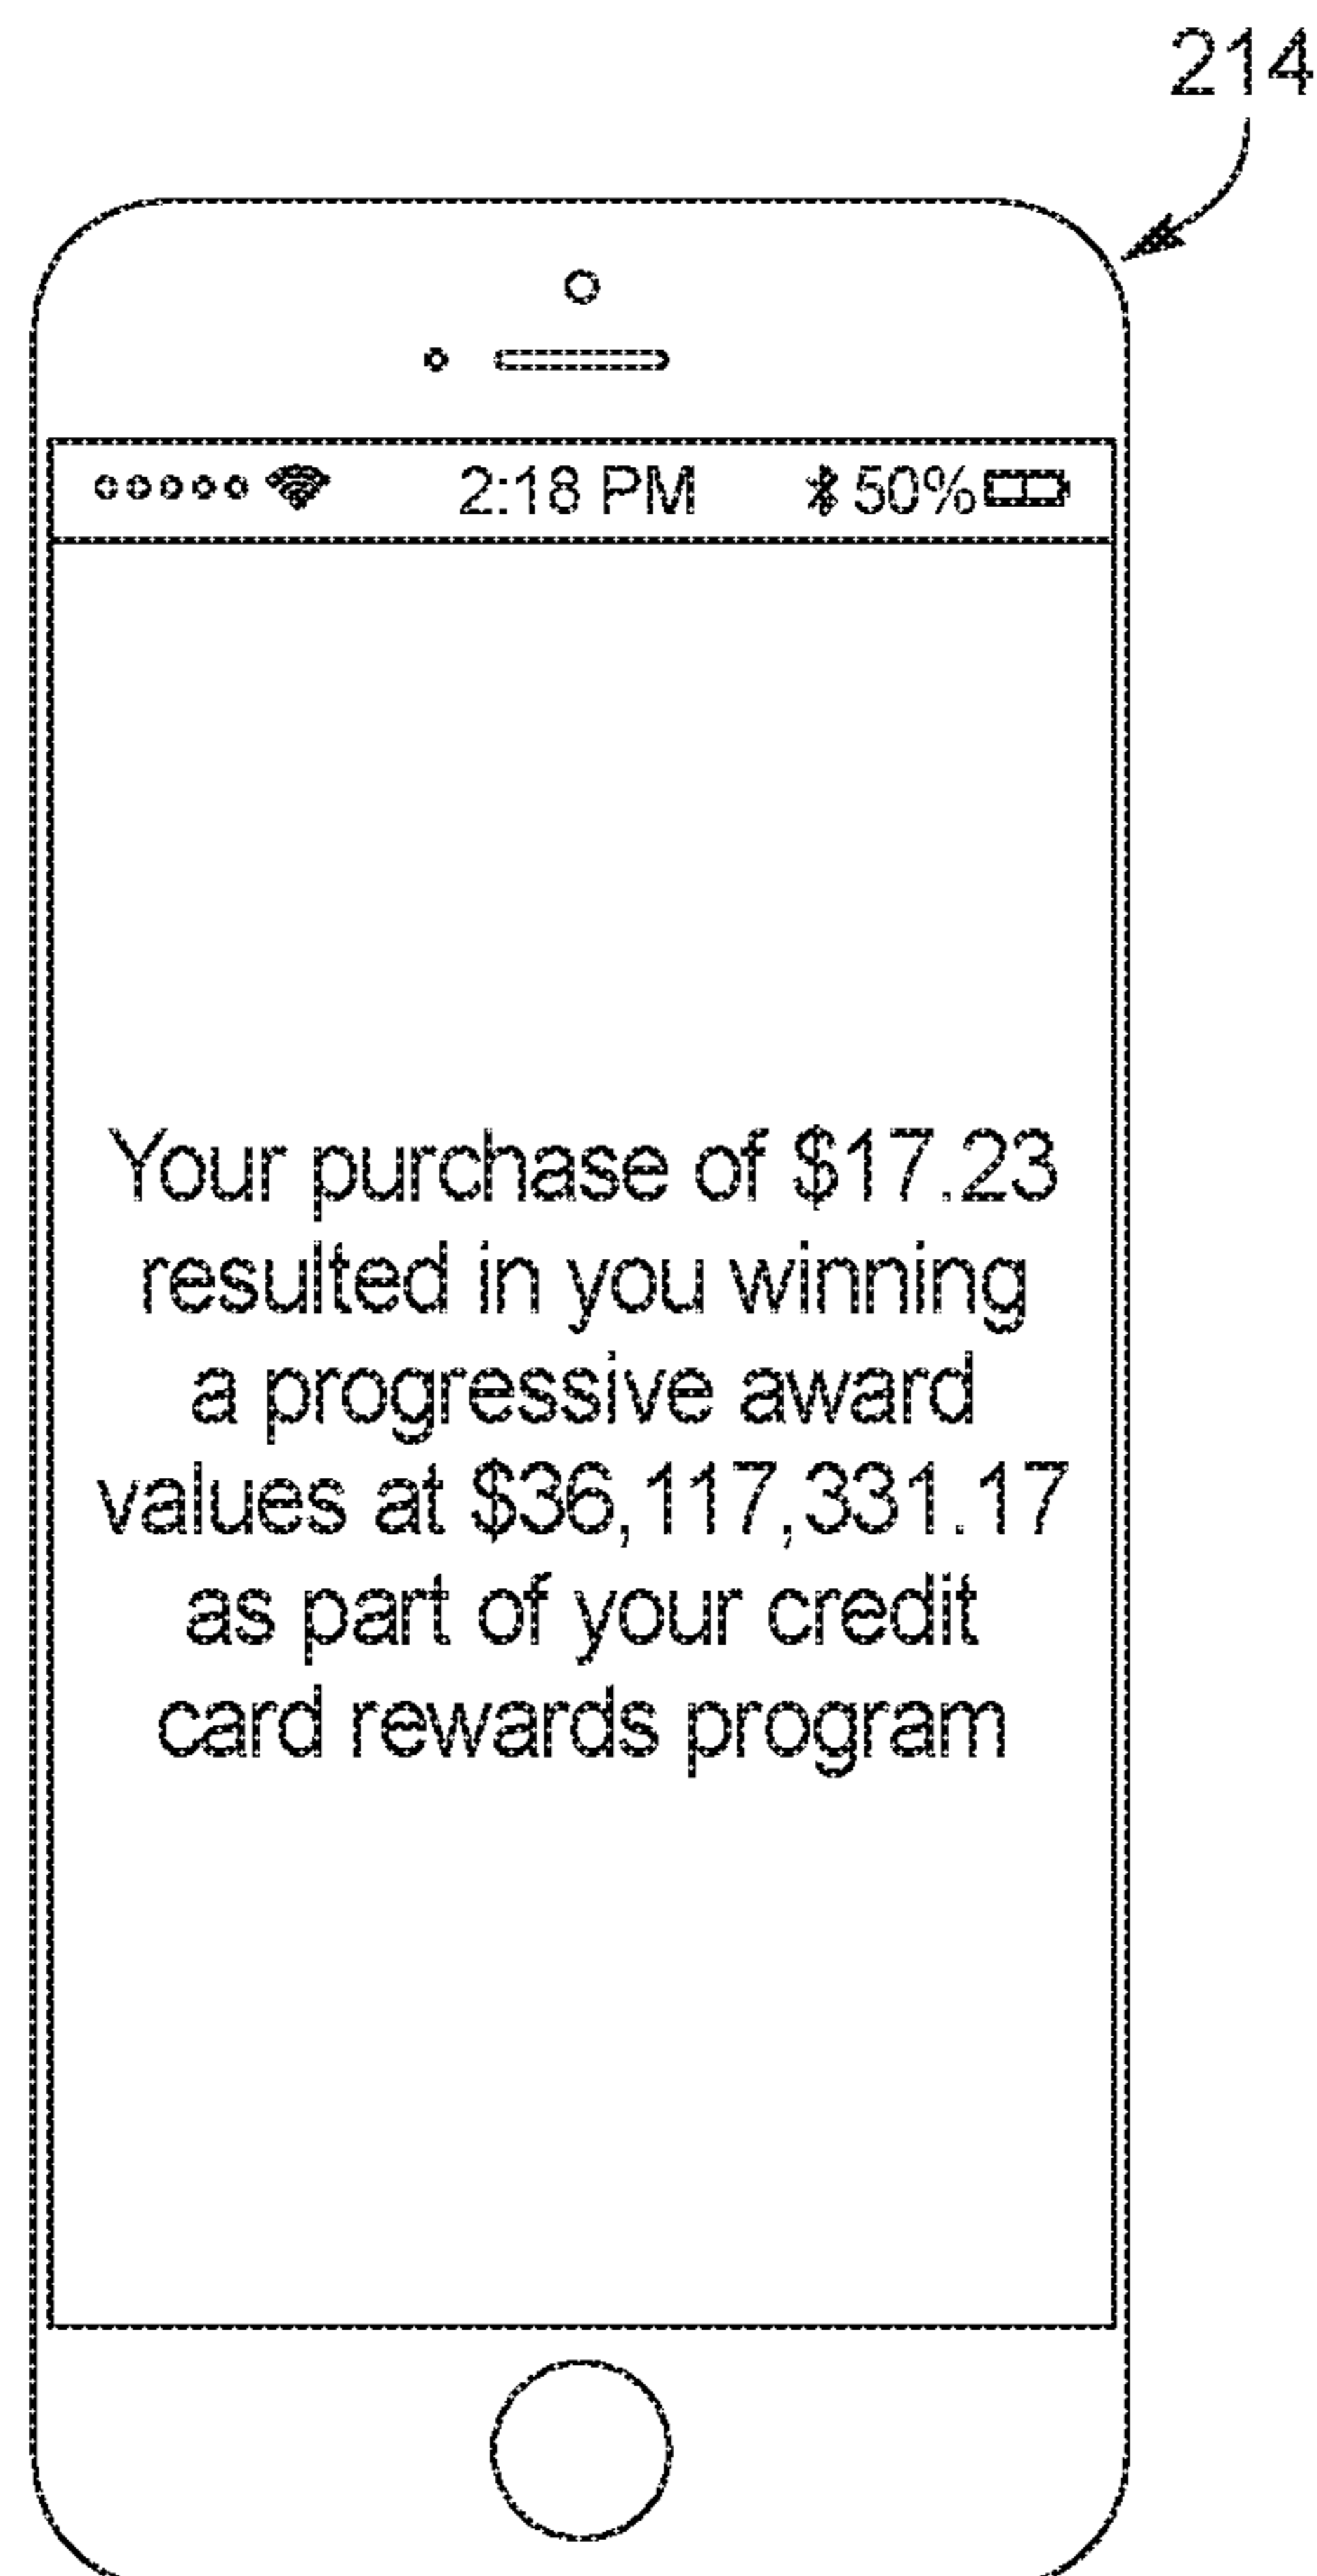 214
2:18 PM 50%
Your purchase of $17.23
resulted in you winning
a progressive award
values at $36,117,331.17
as part of your credit
card rewards program